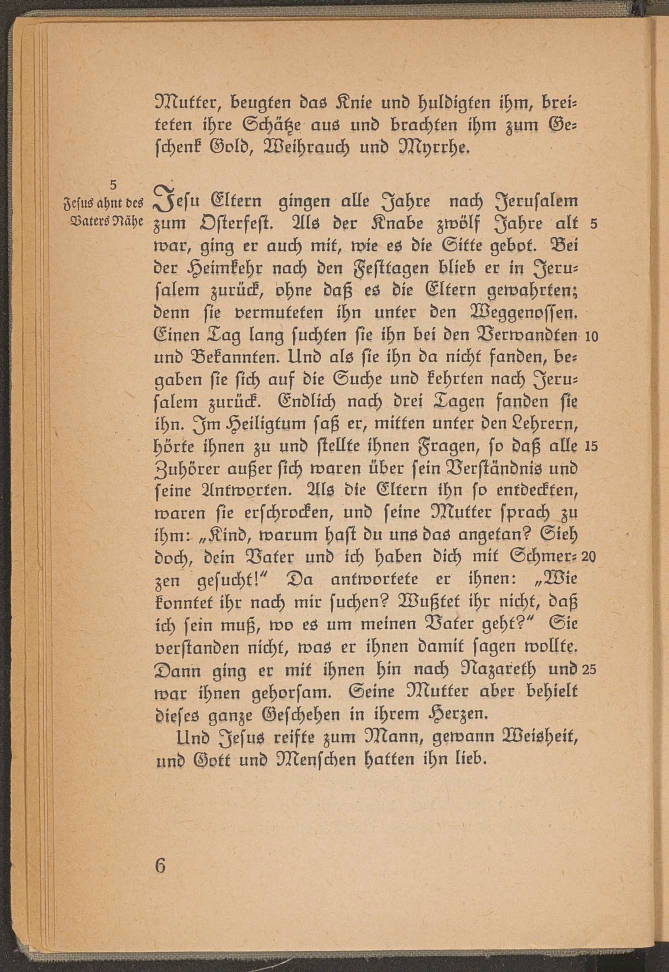 Mutter, beugten das Knie und huldigten ihm, brei-
teten ihre Schätze aus und brachten ihm zum Ge-
schenk Gold, Weihrauch und Myrrhe.
5
Jesus ahnt des
Vaters Nähe
Jesu Eltern gingen alle Jahre nach Jerusalem
zum Osterfest. Als der Knabe zwölf Jahre alt 5
war, ging er auch mit, wie es die Sitte gebot. Bei
der Heimkehr nach den Festtagen blieb er in Jeru-
salem zurück, ohne daß es die Eltern gewahrten;
denn sie vermuteten ihn unter den Weggenossen.
Einen Tag lang suchten sie ihn bei den Verwandten 10
und Bekannten. Und als sie ihn da nicht fanden, be-
gaben sie sich auf die Suche und kehrten nach Jeru-
salem zurück. Endlich nach drei Tagen fanden sie
ihn. Im Heiligtum saß er, mitten unter den Lehrern,
hörte ihnen zu und stellte ihnen Fragen, so daß alle 15
Zuhörer außer sich waren über sein Verständnis und
seine Antworten. Als die Eltern ihn so entdeckten,
waren sie erschrocken, und seine Mutter sprach zu
ihm: „Kind, warum hast du uns das angetan? Sieh
doch, dein Vater und ich haben dich mit Schmer- 20
zen gesucht!“ Da antwortete er ihnen: „Wie
konntet ihr nach mir suchen? Wußtet ihr nicht, daß
ich sein muß, wo es um meinen Vater geht?“ Sie
verstanden nicht, was er ihnen damit sagen wollte.
Dann ging er mit ihnen hin nach Nazareth und 25
war ihnen gehorsam. Seine Mutter aber behielt
dieses ganze Geschehen in ihrem Herzen.
Und Jesus reifte zum Mann, gewann Weisheit,
und Gott und Menschen hatten ihn lieb.
6